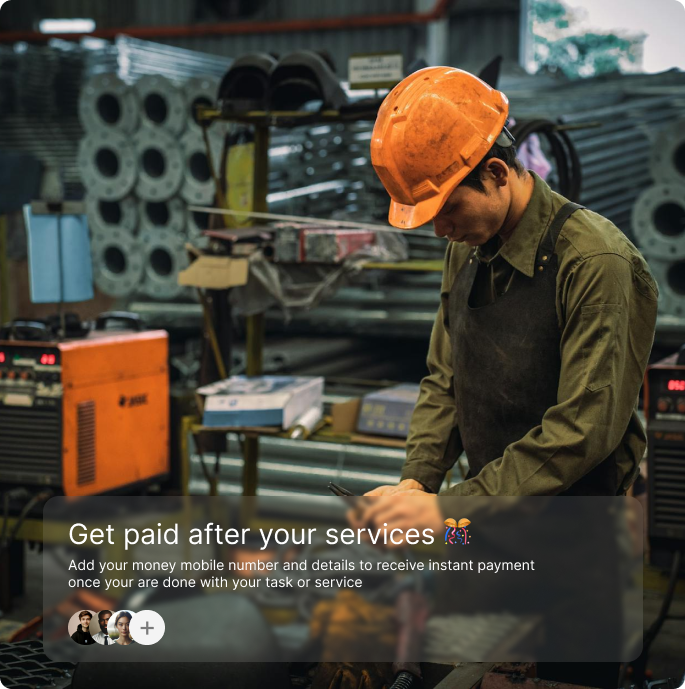 Get paid after your services 🎊
Add your money mobile number and details to receive instant payment
once your are done with your task or service